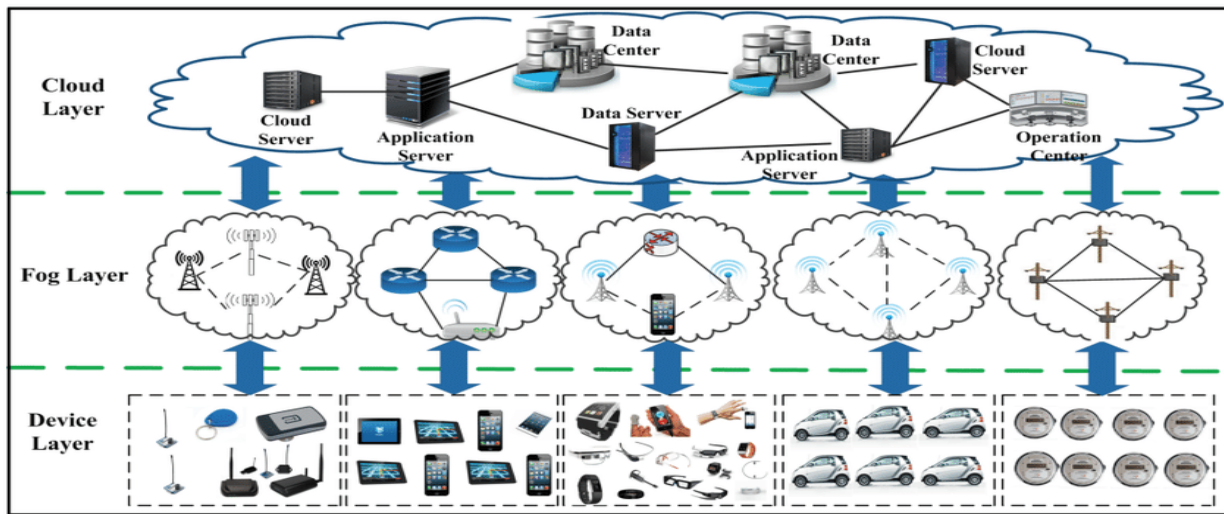 Cloud
Layer
Data
Center
Data
Center
Cloud
Server
Cloud
Server
Application
Server
Data Server
Application
Server
Operation
Center
Fog Layer
Device
Layer